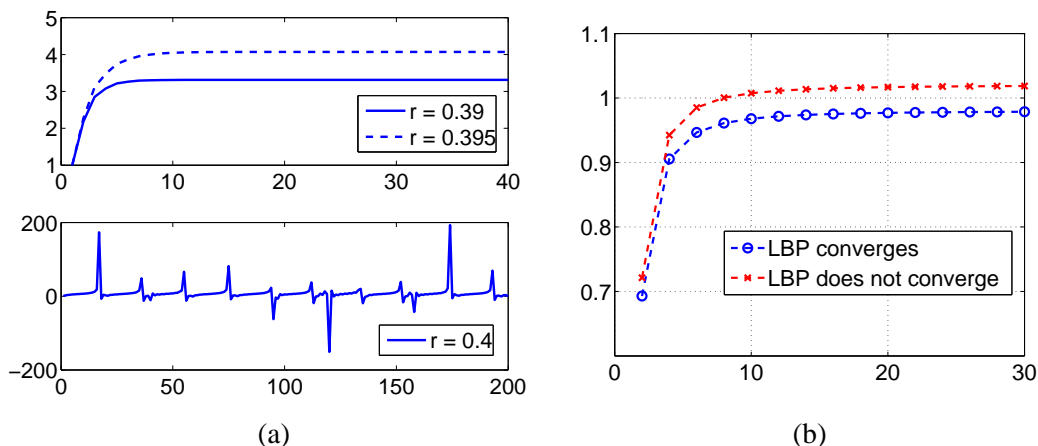 5
4
3
2
1
0 10 20 30 40
r = 0.39
r = 0.395
200
0
−200
0 50 100 150 200
r = 0.4
(a)
1.1
1
0.9
0.8
0.7
0 10 20 30
LBP converges
LBP does not converge
(b)